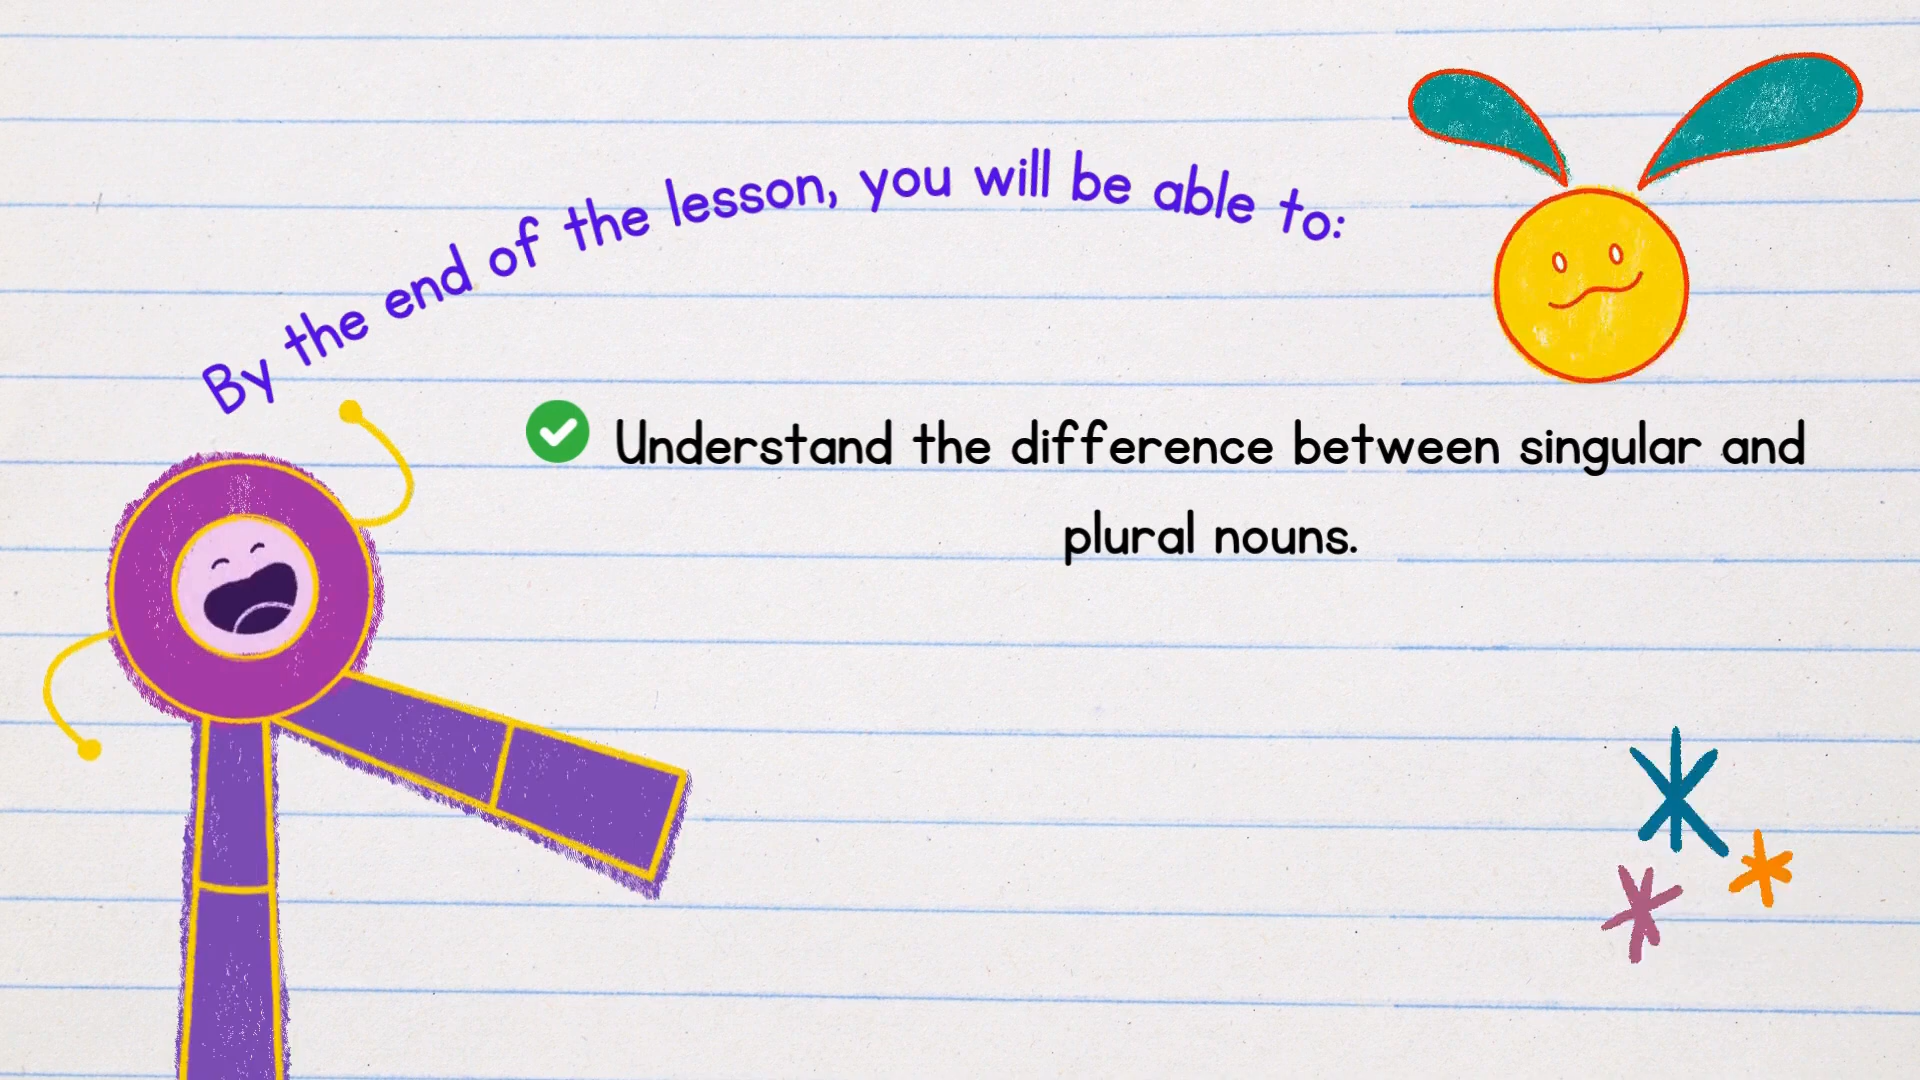 By the end of the lesson, you will be able to:
Understand the difference between singular and
plural nouns.